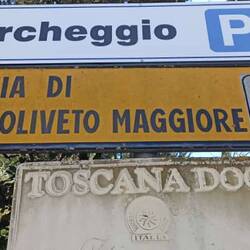 rcheggio P
IA DI
OLIVETO MAGGIORE
TOSCANA DOC
ITALIA